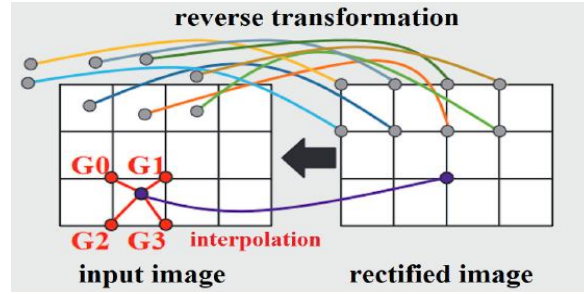 reverse transformation
G0 G1
G2 G3
interpolation
input image
rectified image